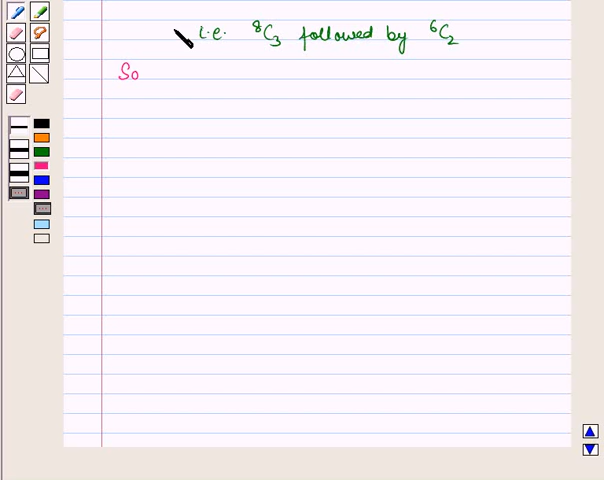 i.e. ⁸C₃ followed by ⁶C₂
So